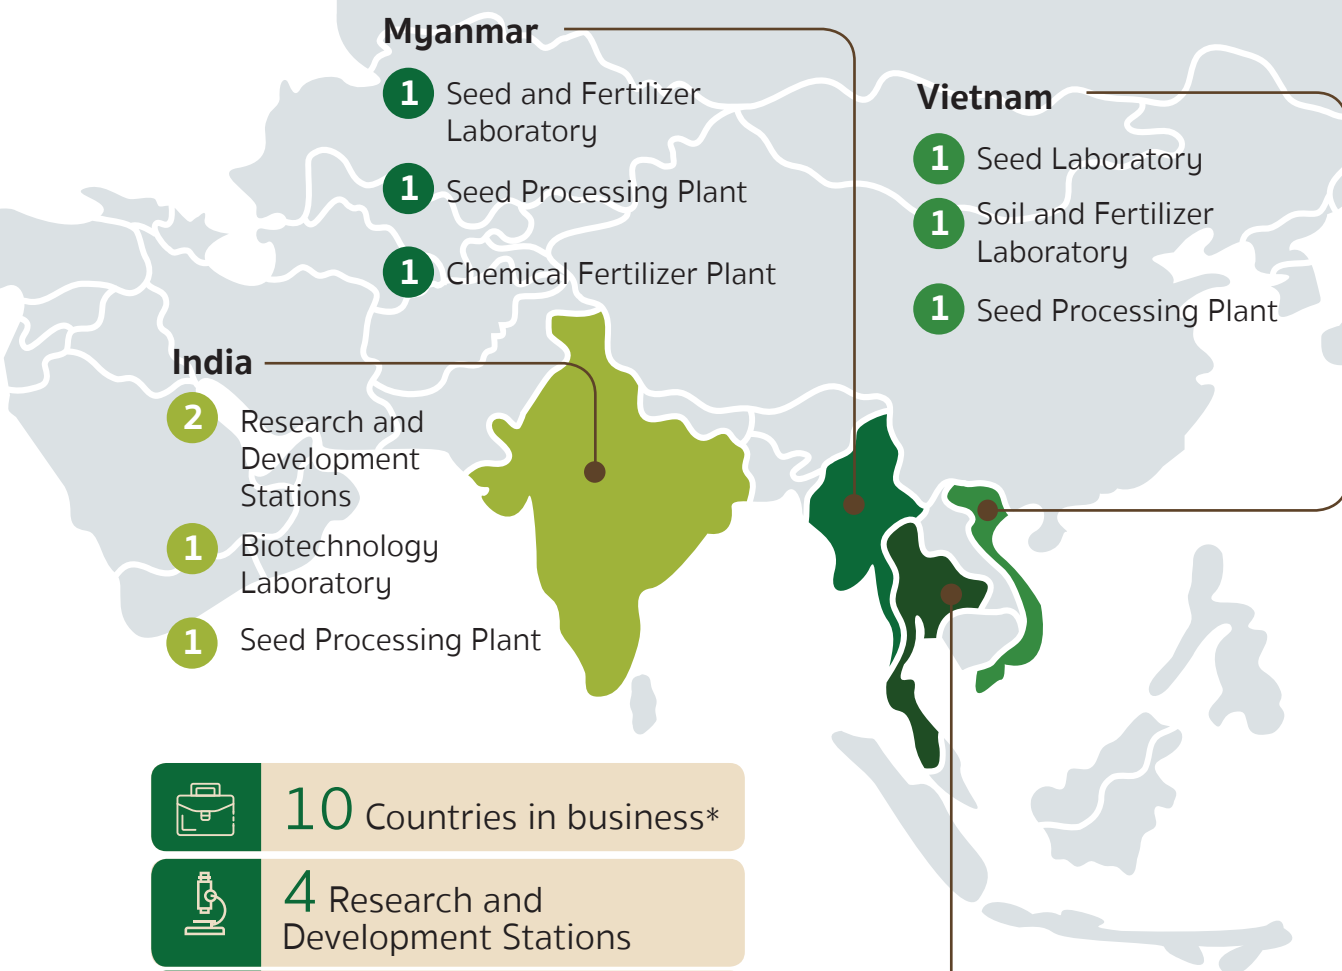 Myanmar
1 Seed and Fertilizer
Laboratory
1 Seed Processing Plant
1 Chemical Fertilizer Plant
Vietnam
1 Seed Laboratory
1 Soil and Fertilizer
Laboratory
1 Seed Processing Plant
India
2 Research and
Development
Stations
1 Biotechnology
Laboratory
1 Seed Processing Plant
10 Countries in business*
4 Research and
Development Stations